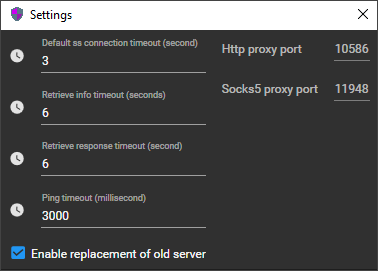 Settings
Default ss connection timeout (second)
3
Retrieve info timeout (seconds)
6
Retrieve response timeout (second)
6
Ping timeout (millisecond)
3000
Enable replacement of old server
Http proxy port 10586
Socks5 proxy port 11948